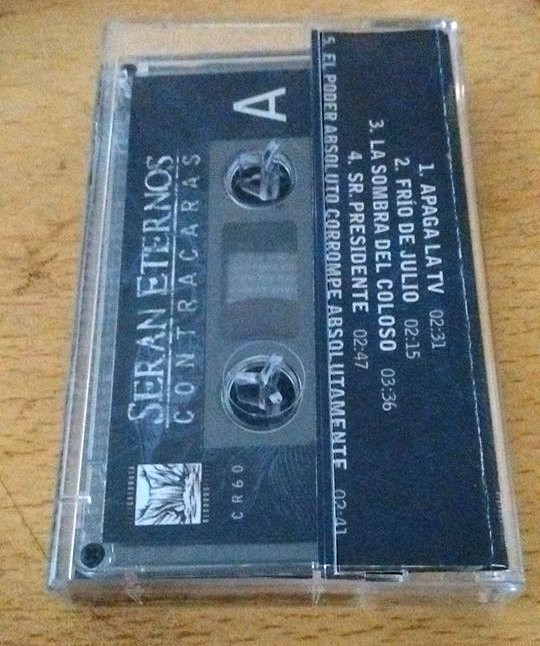 A
SERAN ETERNOS
CONTRACARAS
CR60
1. APAGA LA TV 02:31
2. FRÍO DE JULIO 02:15
3. LA SOMBRA DEL COLOSO 03:36
4. SR. PRESIDENTE 02:47
5. EL PODER ABSOLUTO CORROMPE ABSOLUTAMENTE 03:41